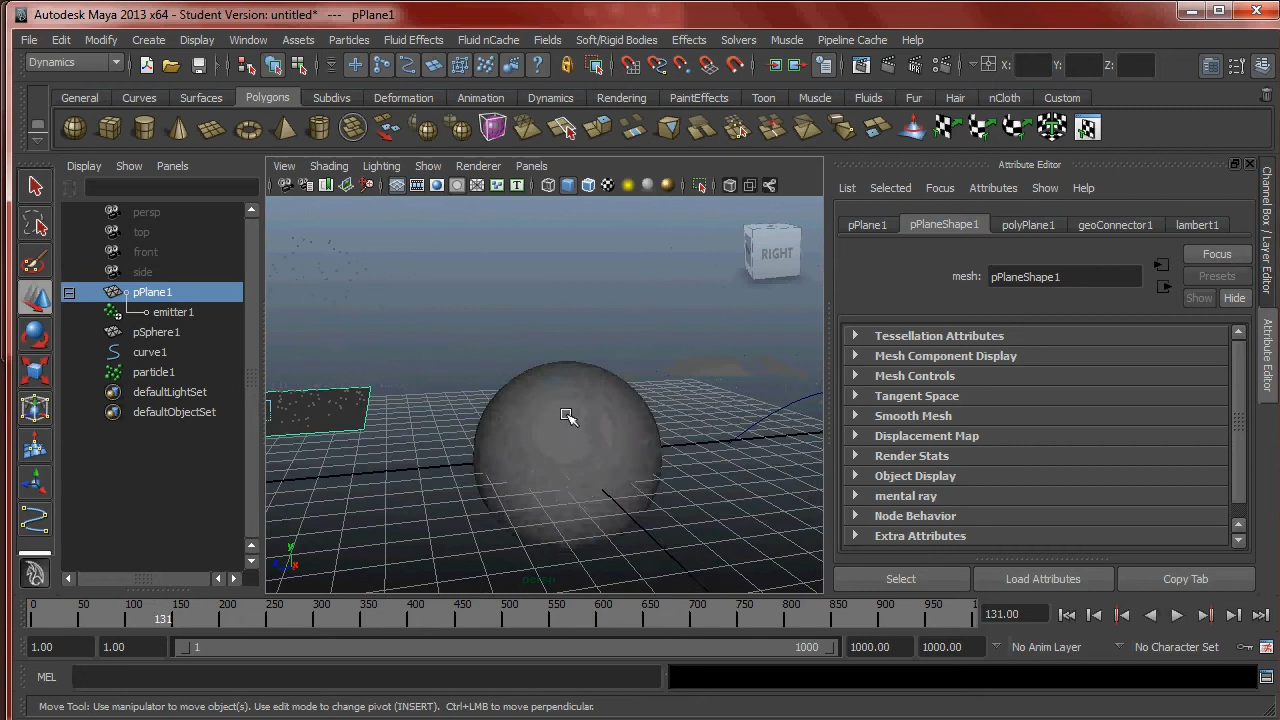 Autodesk Maya 2013 x64 - Student Version: untitled*   ---   pPlane1
File Edit Modify Create Display Window Assets Particles Fluid Effects Fluid nCache Fields Soft/Rigid Bodies Effects Solvers Muscle Pipeline Cache Help
Dynamics X: Y: Z:
General Curves Surfaces Polygons Subdivs Deformation Animation Dynamics Rendering PaintEffects Toon Muscle Fluids Fur Hair nCloth Custom
Display Show Panels
View Shading Lighting Show Renderer Panels
Attribute Editor
List Selected Focus Attributes Show Help
persp
top
front
side
pPlane1
emitter1
pSphere1
curve1
particle1
defaultLightSet
defaultObjectSet
RIGHT
persp
y
z x
pPlane1 pPlaneShape1 polyPlane1 geoConnector1 lambert1
Focus
mesh: pPlaneShape1 Presets
Show Hide
Tessellation Attributes
Mesh Component Display
Mesh Controls
Tangent Space
Smooth Mesh
Displacement Map
Render Stats
Object Display
mental ray
Node Behavior
Extra Attributes
Select Load Attributes Copy Tab
Channel Box / Layer Editor
Attribute Editor
0 50 100 150 200 250 300 350 400 450 500 550 600 650 700 750 800 850 900 950 1
131 131.00
1.00 1.00 1 1000 1000.00 1000.00 No Anim Layer No Character Set
MEL
Move Tool: Use manipulator to move object(s). Use edit mode to change pivot (INSERT).  Ctrl+LMB to move perpendicular.